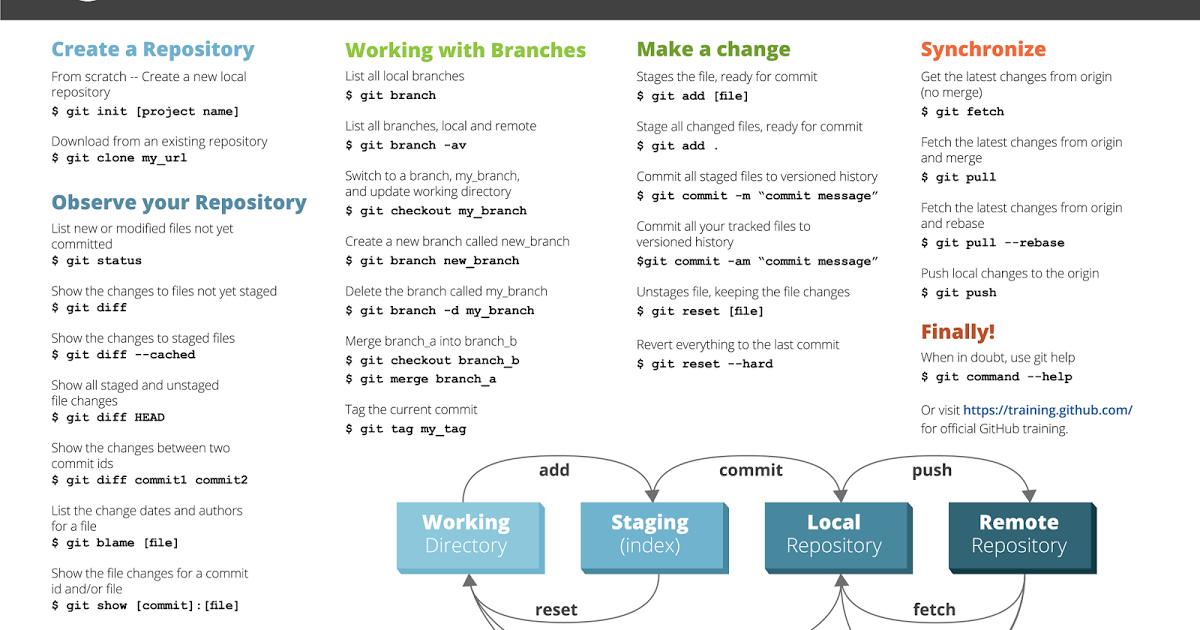 Create a Repository
From scratch -- Create a new local
repository
$ git init [project name]
Download from an existing repository
$ git clone my_url
Observe your Repository
List new or modified files not yet
committed
$ git status
Show the changes to files not yet staged
$ git diff
Show the changes to staged files
$ git diff --cached
Show all staged and unstaged
file changes
$ git diff HEAD
Show the changes between two
commit ids
$ git diff commit1 commit2
List the change dates and authors
for a file
$ git blame [file]
Show the file changes for a commit
id and/or file
$ git show [commit]:[file]
Working with Branches
List all local branches
$ git branch
List all branches, local and remote
$ git branch -av
Switch to a branch, my_branch,
and update working directory
$ git checkout my_branch
Create a new branch called new_branch
$ git branch new_branch
Delete the branch called my_branch
$ git branch -d my_branch
Merge branch_a into branch_b
$ git checkout branch_b
$ git merge branch_a
Tag the current commit
$ git tag my_tag
Make a change
Stages the file, ready for commit
$ git add [file]
Stage all changed files, ready for commit
$ git add .
Commit all staged files to versioned history
$ git commit -m “commit message”
Commit all your tracked files to
versioned history
$git commit -am “commit message”
Unstages file, keeping the file changes
$ git reset [file]
Revert everything to the last commit
$ git reset --hard
Synchronize
Get the latest changes from origin
(no merge)
$ git fetch
Fetch the latest changes from origin
and merge
$ git pull
Fetch the latest changes from origin
and rebase
$ git pull --rebase
Push local changes to the origin
$ git push
Finally!
When in doubt, use git help
$ git command --help
Or visit https://training.github.com/
for official GitHub training.
add
commit
push
Working
Directory
Staging
(index)
Local
Repository
Remote
Repository
reset
fetch